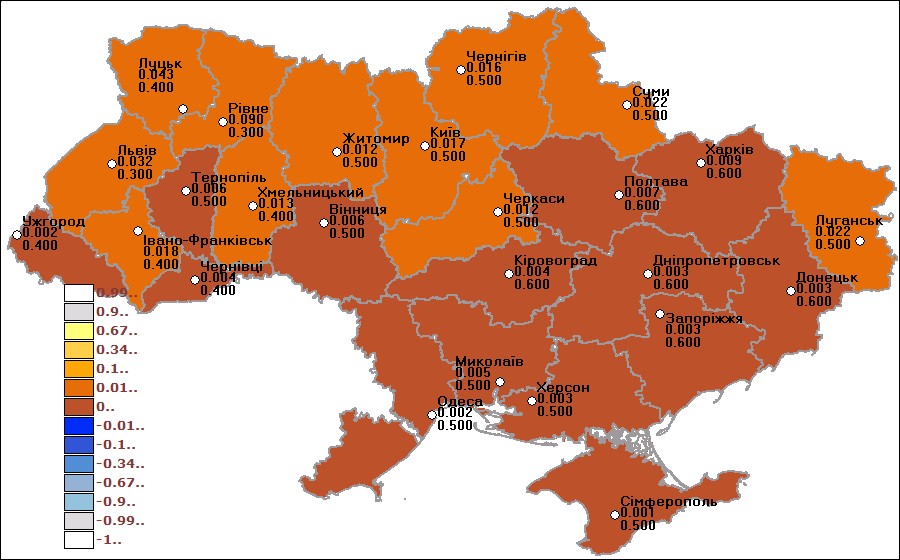 Чернігів
0.016
0.500
Луцьк
0.043
0.400
Суми
0.022
0.500
Рівне
0.090
0.300
Житомир
0.012
0.500
Київ
0.017
0.500
Львів
0.032
0.300
Харків
0.009
0.600
Тернопіль
0.006
0.500
Полтава
0.007
0.600
Хмельницький
0.013
0.400
Черкаси
0.012
0.500
Вінниця
0.006
0.500
Ужгород
0.002
0.400
Луганськ
0.022
0.500
Івано-Франківськ
0.018
0.400
Чернівці
0.004
0.400
Кіровоград
0.004
0.600
Дніпропетровськ
0.003
0.600
Донецьк
0.003
0.600
Запоріжжя
0.003
0.600
Миколаїв
0.005
0.500
Херсон
0.003
0.500
Одеса
0.002
0.500
Сімферополь
0.001
0.500
0.99..
0.9..
0.67..
0.34..
0.1..
0.01..
0..
-0.01..
-0.1..
-0.34..
-0.67..
-0.9..
-0.99..
-1..